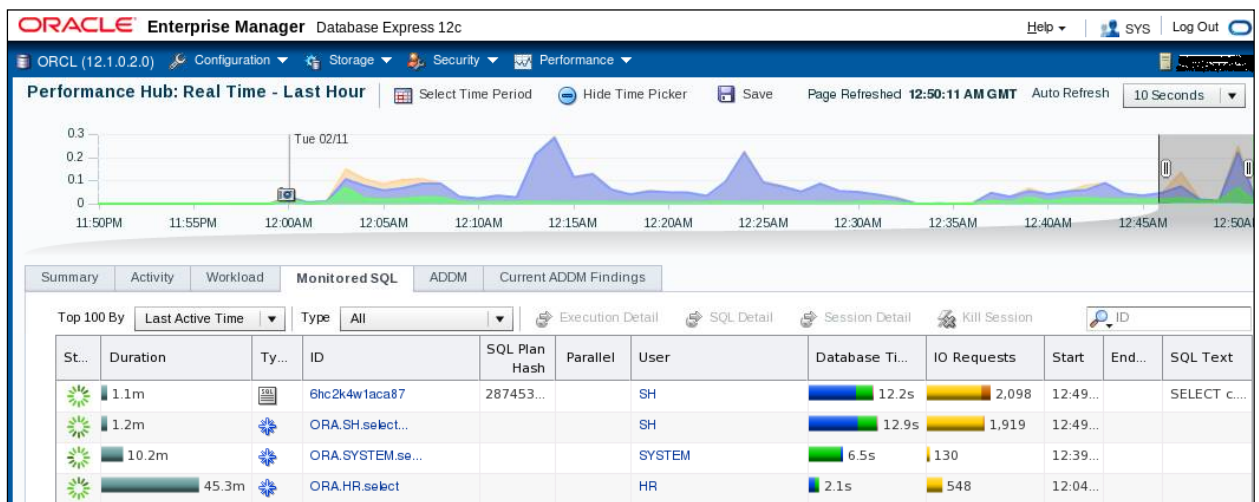 ORACLE Enterprise Manager Database Express 12c Help SYS Log Out
ORCL (12.1.0.2.0) Configuration Storage Security Performance
Performance Hub: Real Time - Last Hour Select Time Period Hide Time Picker Save Page Refreshed 12:50:11 AM GMT Auto Refresh 10 Seconds
Tue 02/11
0.3
0.2
0.1
0
11:50PM 11:55PM 12:00AM 12:05AM 12:10AM 12:15AM 12:20AM 12:25AM 12:30AM 12:35AM 12:40AM 12:45AM 12:50A
Summary Activity Workload Monitored SQL ADDM Current ADDM Findings
Top 100 By Last Active Time Type All Execution Detail SQL Detail Session Detail Kill Session ID
St... Duration Ty... ID SQL Plan Hash Parallel User Database Ti... IO Requests Start End... SQL Text
1.1m SQL 6hc2k4w1aca87 287453... SH 12.2s 2,098 12:49... SELECT c....
1.2m ORA.SH.select... SH 12.9s 1,919 12:49...
10.2m ORA.SYSTEM.se... SYSTEM 6.5s 130 12:39...
45.3m ORA.HR.select HR 2.1s 548 12:04...